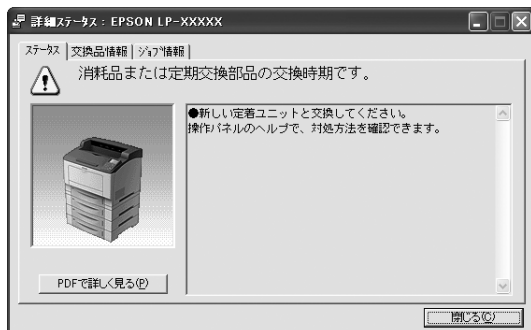 詳細ステータス : EPSON LP-XXXXX
ステータス 交換品情報 ジョブ情報
消耗品または定期交換部品の交換時期です。
●新しい定着ユニットと交換してください。
操作パネルのヘルプで、対処方法を確認できます。
PDFで詳しく見る(P)
閉じる(C)